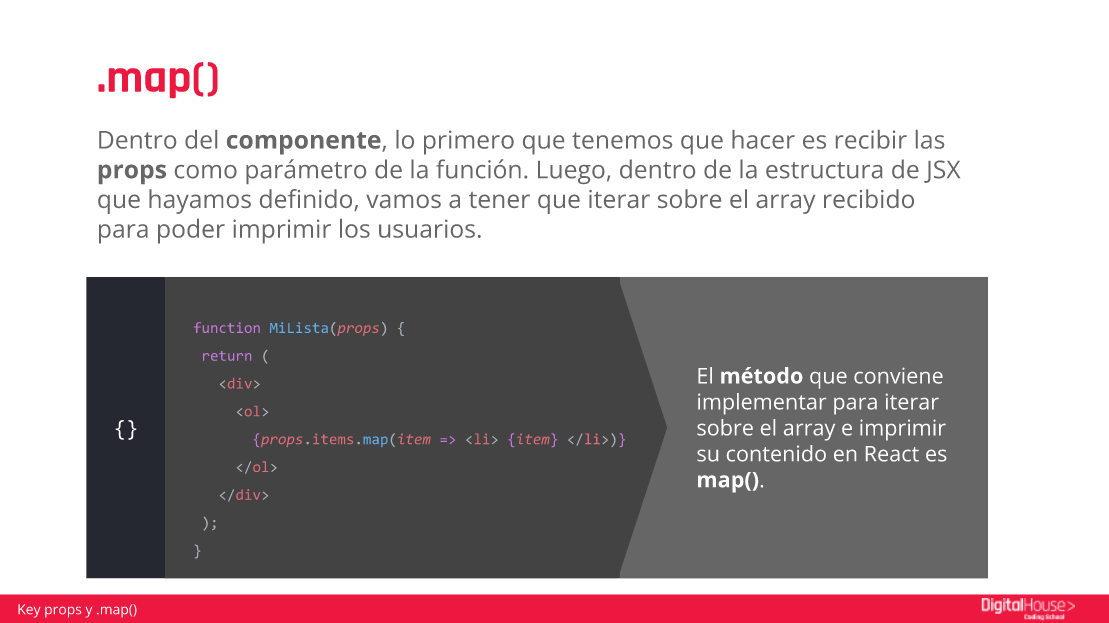 .map()
Dentro del componente, lo primero que tenemos que hacer es recibir las
props como parámetro de la función. Luego, dentro de la estructura de JSX
que hayamos definido, vamos a tener que iterar sobre el array recibido
para poder imprimir los usuarios.
{}
function MiLista(props) {
 return (
   <div>
     <ol>
       {props.items.map(item => <li> {item} </li>)}
     </ol>
   </div>
 );
}
El método que conviene
implementar para iterar
sobre el array e imprimir
su contenido en React es
map().
Key props y .map()
DigitalHouse>
Coding School